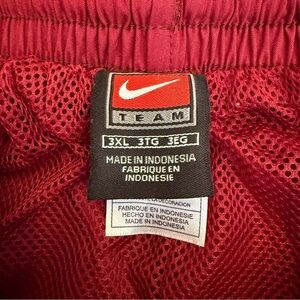 TEAM
3XL 3TG 3EG
MADE IN INDONESIA
FABRIQUE EN
INDONESIE
FABRIQUE EN INDONESIE
HECHO EN INDONESIA
MADE IN INDONESIA